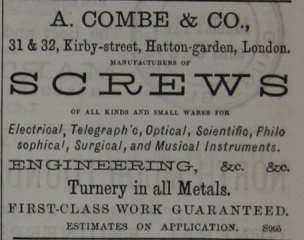 A. COMBE & CO.,
31 & 32, Kirby-street, Hatton-garden, London.
MANUFACTURERS OF
SCREWS
OF ALL KINDS AND SMALL WARES FOR
Electrical, Telegraph'c, Optical, Scientific, Philo
sophical, Surgical, and Musical Instruments.
ENGINEERING, &c. &c.
Turnery in all Metals.
FIRST-CLASS WORK GUARANTEED.
ESTIMATES ON APPLICATION. S965